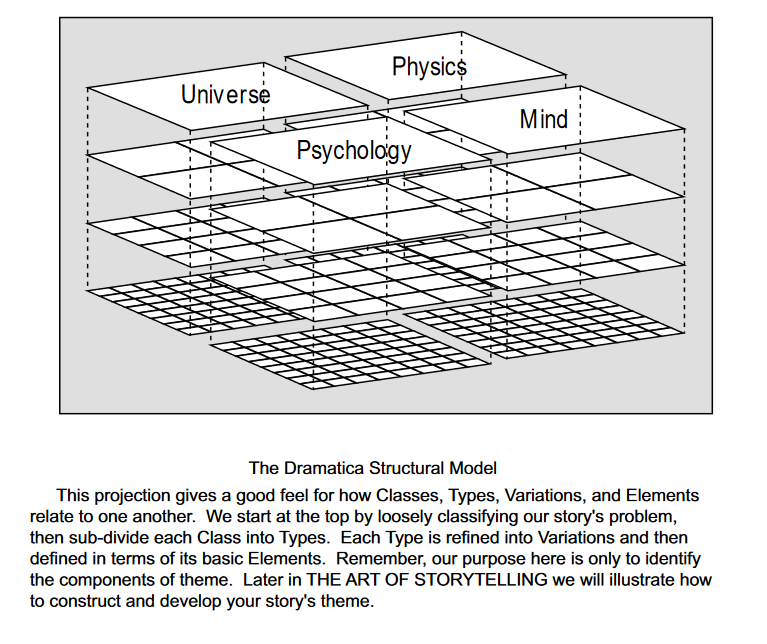 Physics
Universe
Mind
Psychology
The Dramatica Structural Model
This projection gives a good feel for how Classes, Types, Variations, and Elements
relate to one another. We start at the top by loosely classifying our story's problem,
then sub-divide each Class into Types. Each Type is refined into Variations and then
defined in terms of its basic Elements. Remember, our purpose here is only to identify
the components of theme. Later in THE ART OF STORYTELLING we will illustrate how
to construct and develop your story's theme.